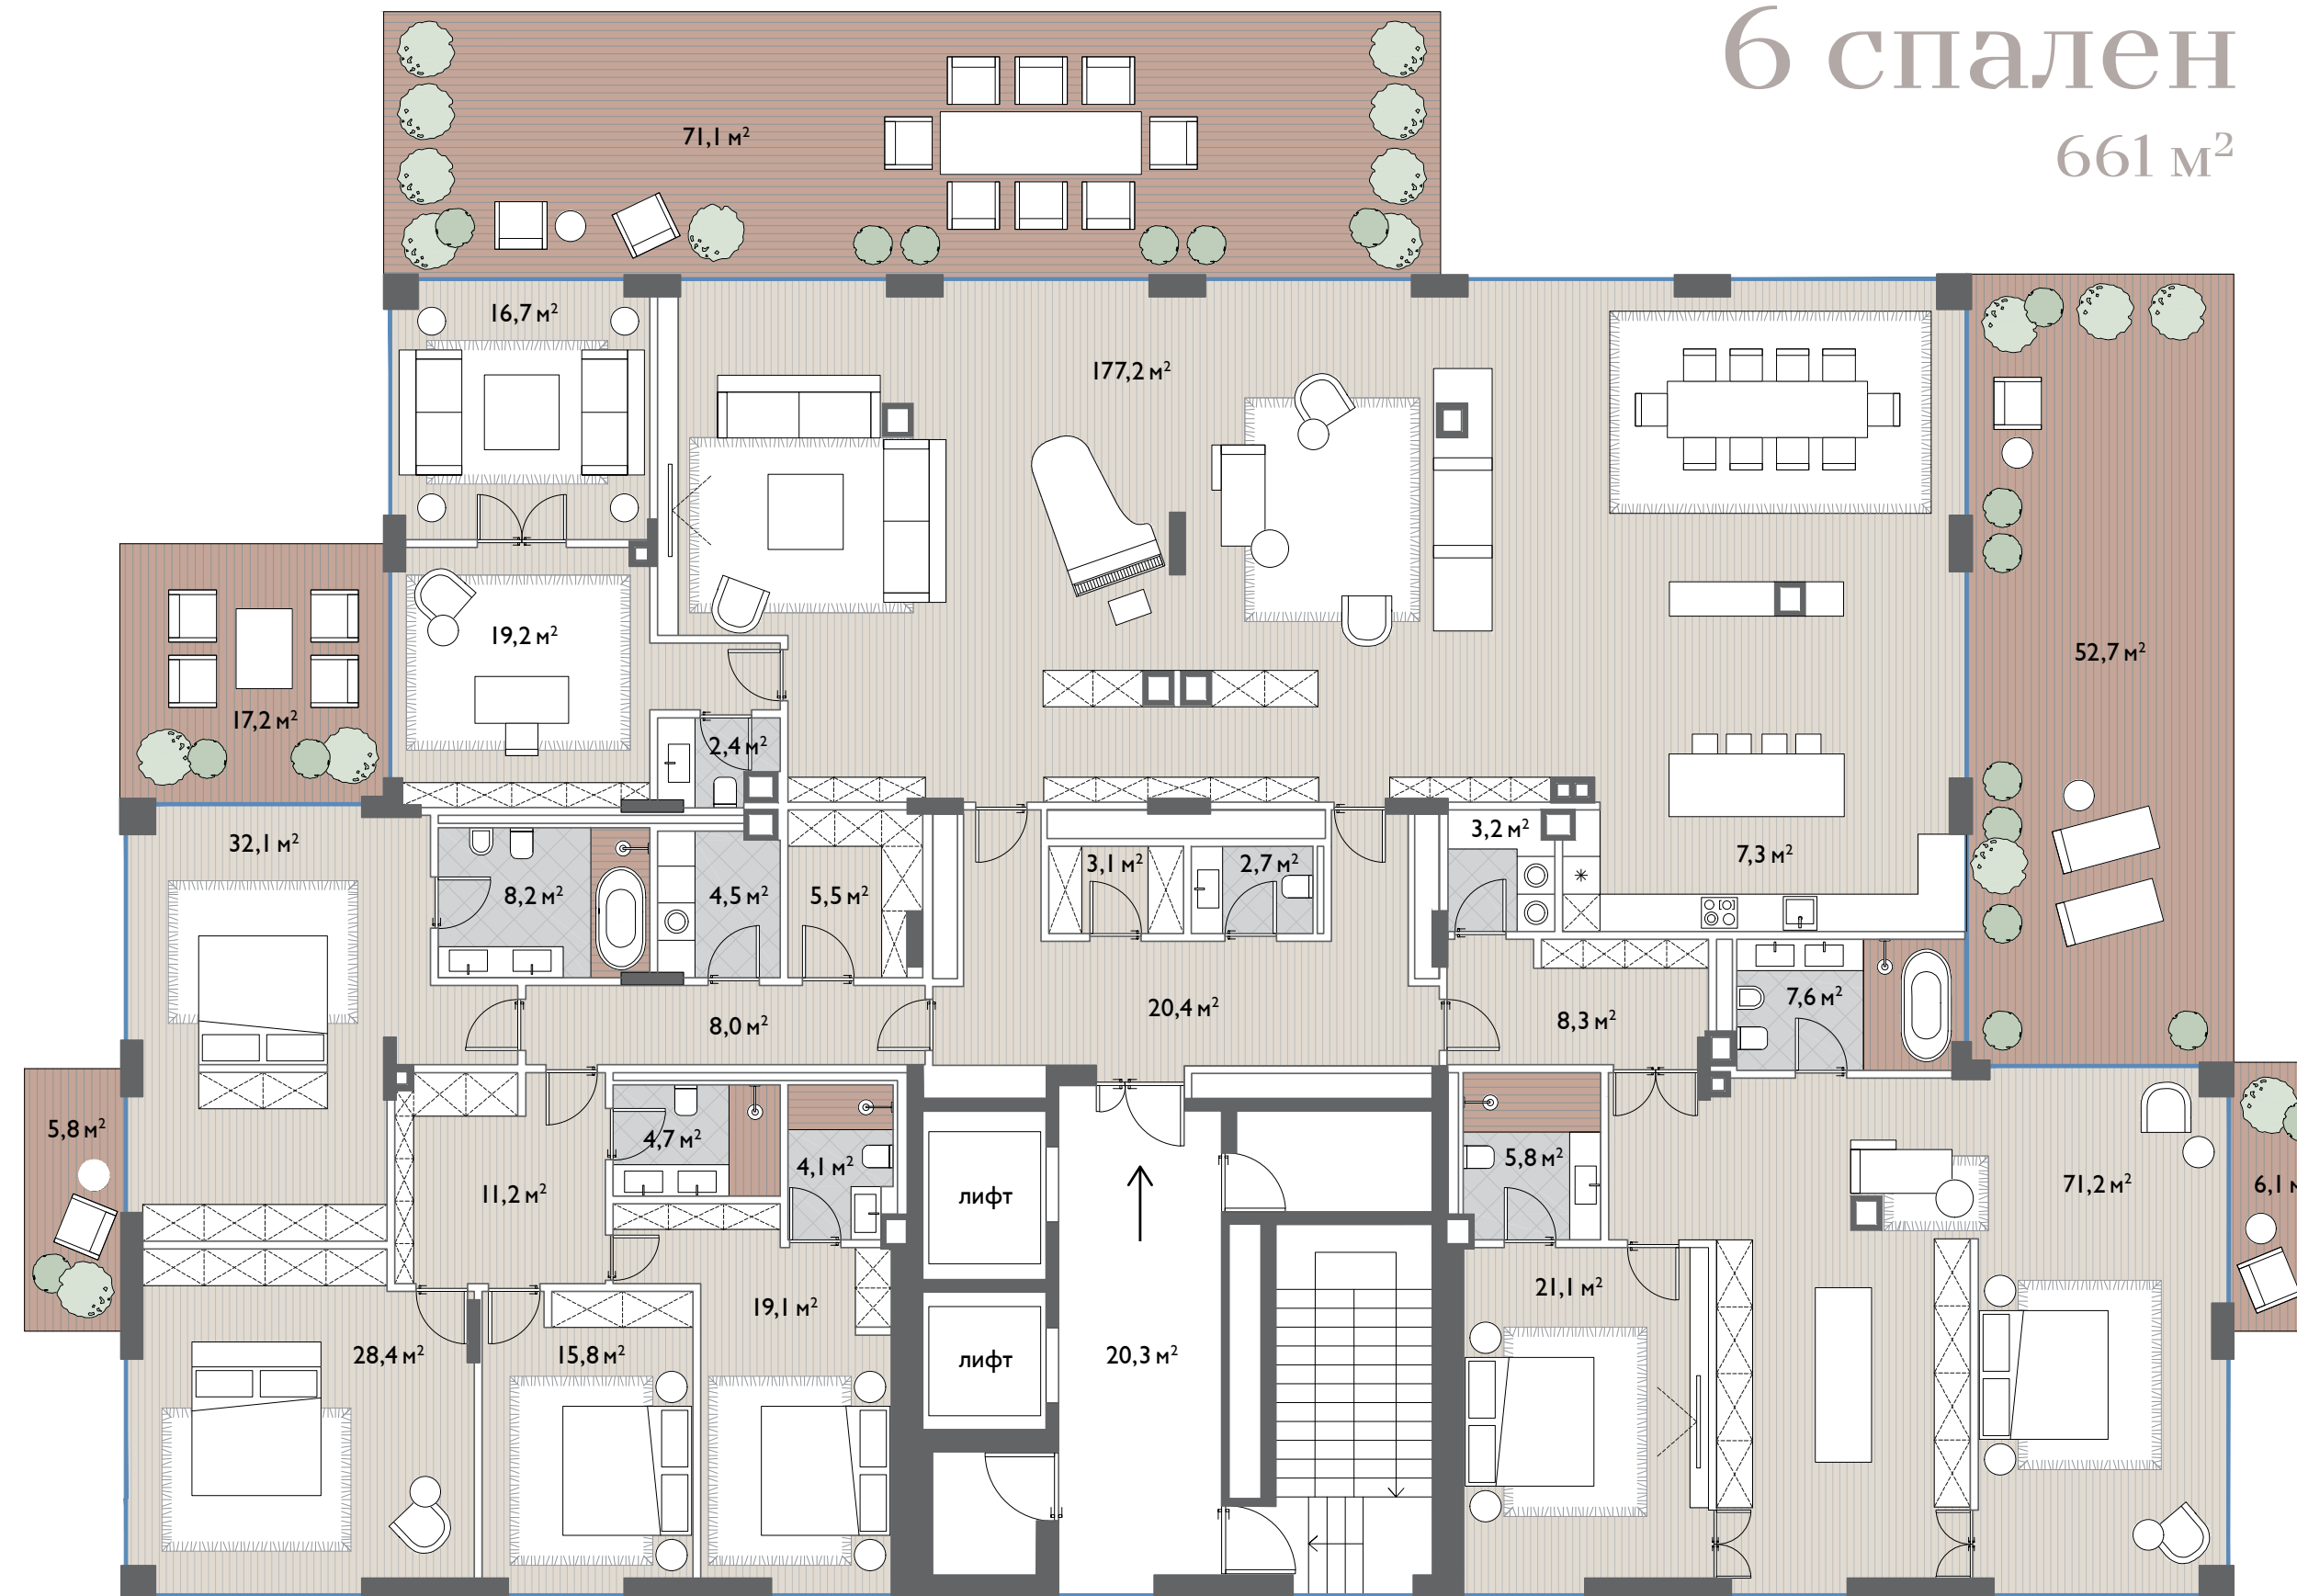 6 спален
661 м²
71,1 м²
16,7 м²
177,2 м²
19,2 м²
52,7 м²
17,2 м²
2,4 м²
32,1 м²
3,2 м²
7,3 м²
8,2 м²
4,5 м²
5,5 м²
3,1 м²
2,7 м²
7,6 м²
8,0 м²
20,4 м²
8,3 м²
5,8 м²
4,7 м²
4,1 м²
5,8 м²
11,2 м²
лифт
71,2 м²
6,1 м
21,1 м²
19,1 м²
28,4 м²
15,8 м²
лифт
20,3 м²